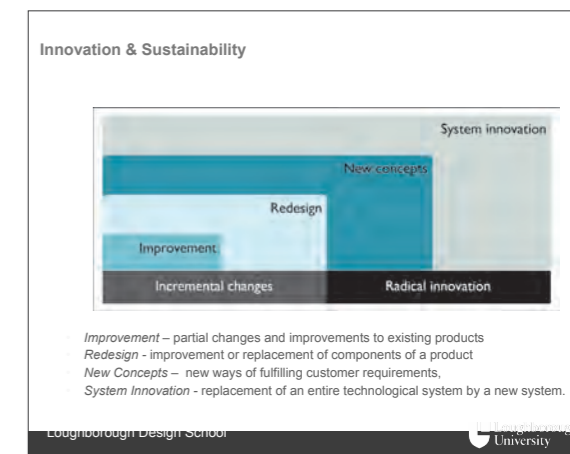 Innovation & Sustainability
System innovation
New concepts
Redesign
Improvement
Incremental changes
Radical innovation
Improvement – partial changes and improvements to existing products
Redesign - improvement or replacement of components of a product
New Concepts – new ways of fulfilling customer requirements,
System Innovation - replacement of an entire technological system by a new system.
Loughborough Design School
University